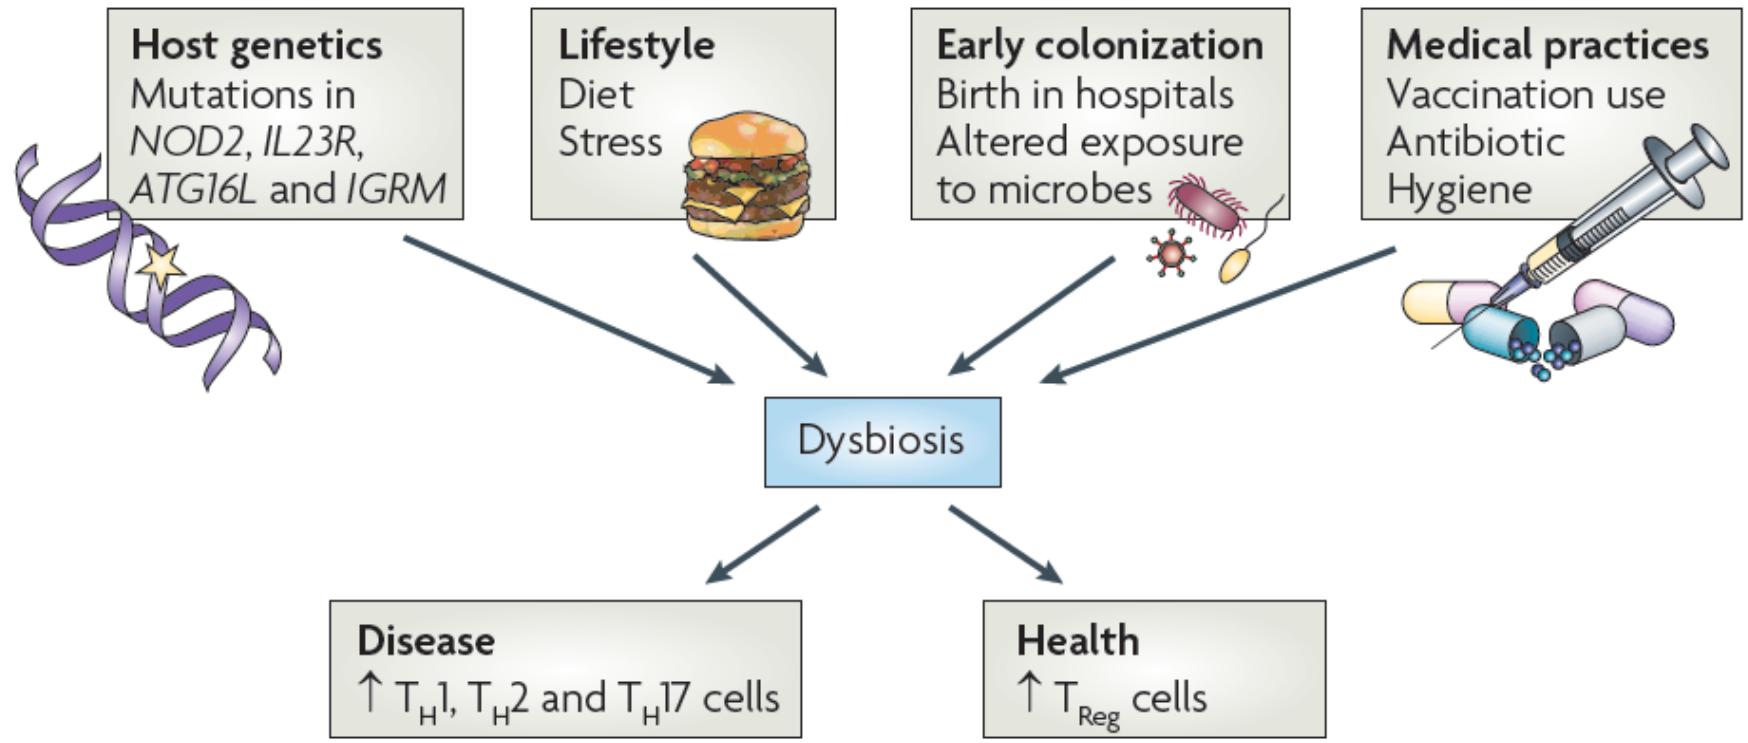 Host genetics
Mutations in
NOD2, IL23R,
ATG16L and IGRM
Lifestyle
Diet
Stress
Early colonization
Birth in hospitals
Altered exposure
to microbes
Medical practices
Vaccination use
Antibiotic
Hygiene
Dysbiosis
Disease
↑ TH1, TH2 and TH17 cells
Health
↑ TReg cells